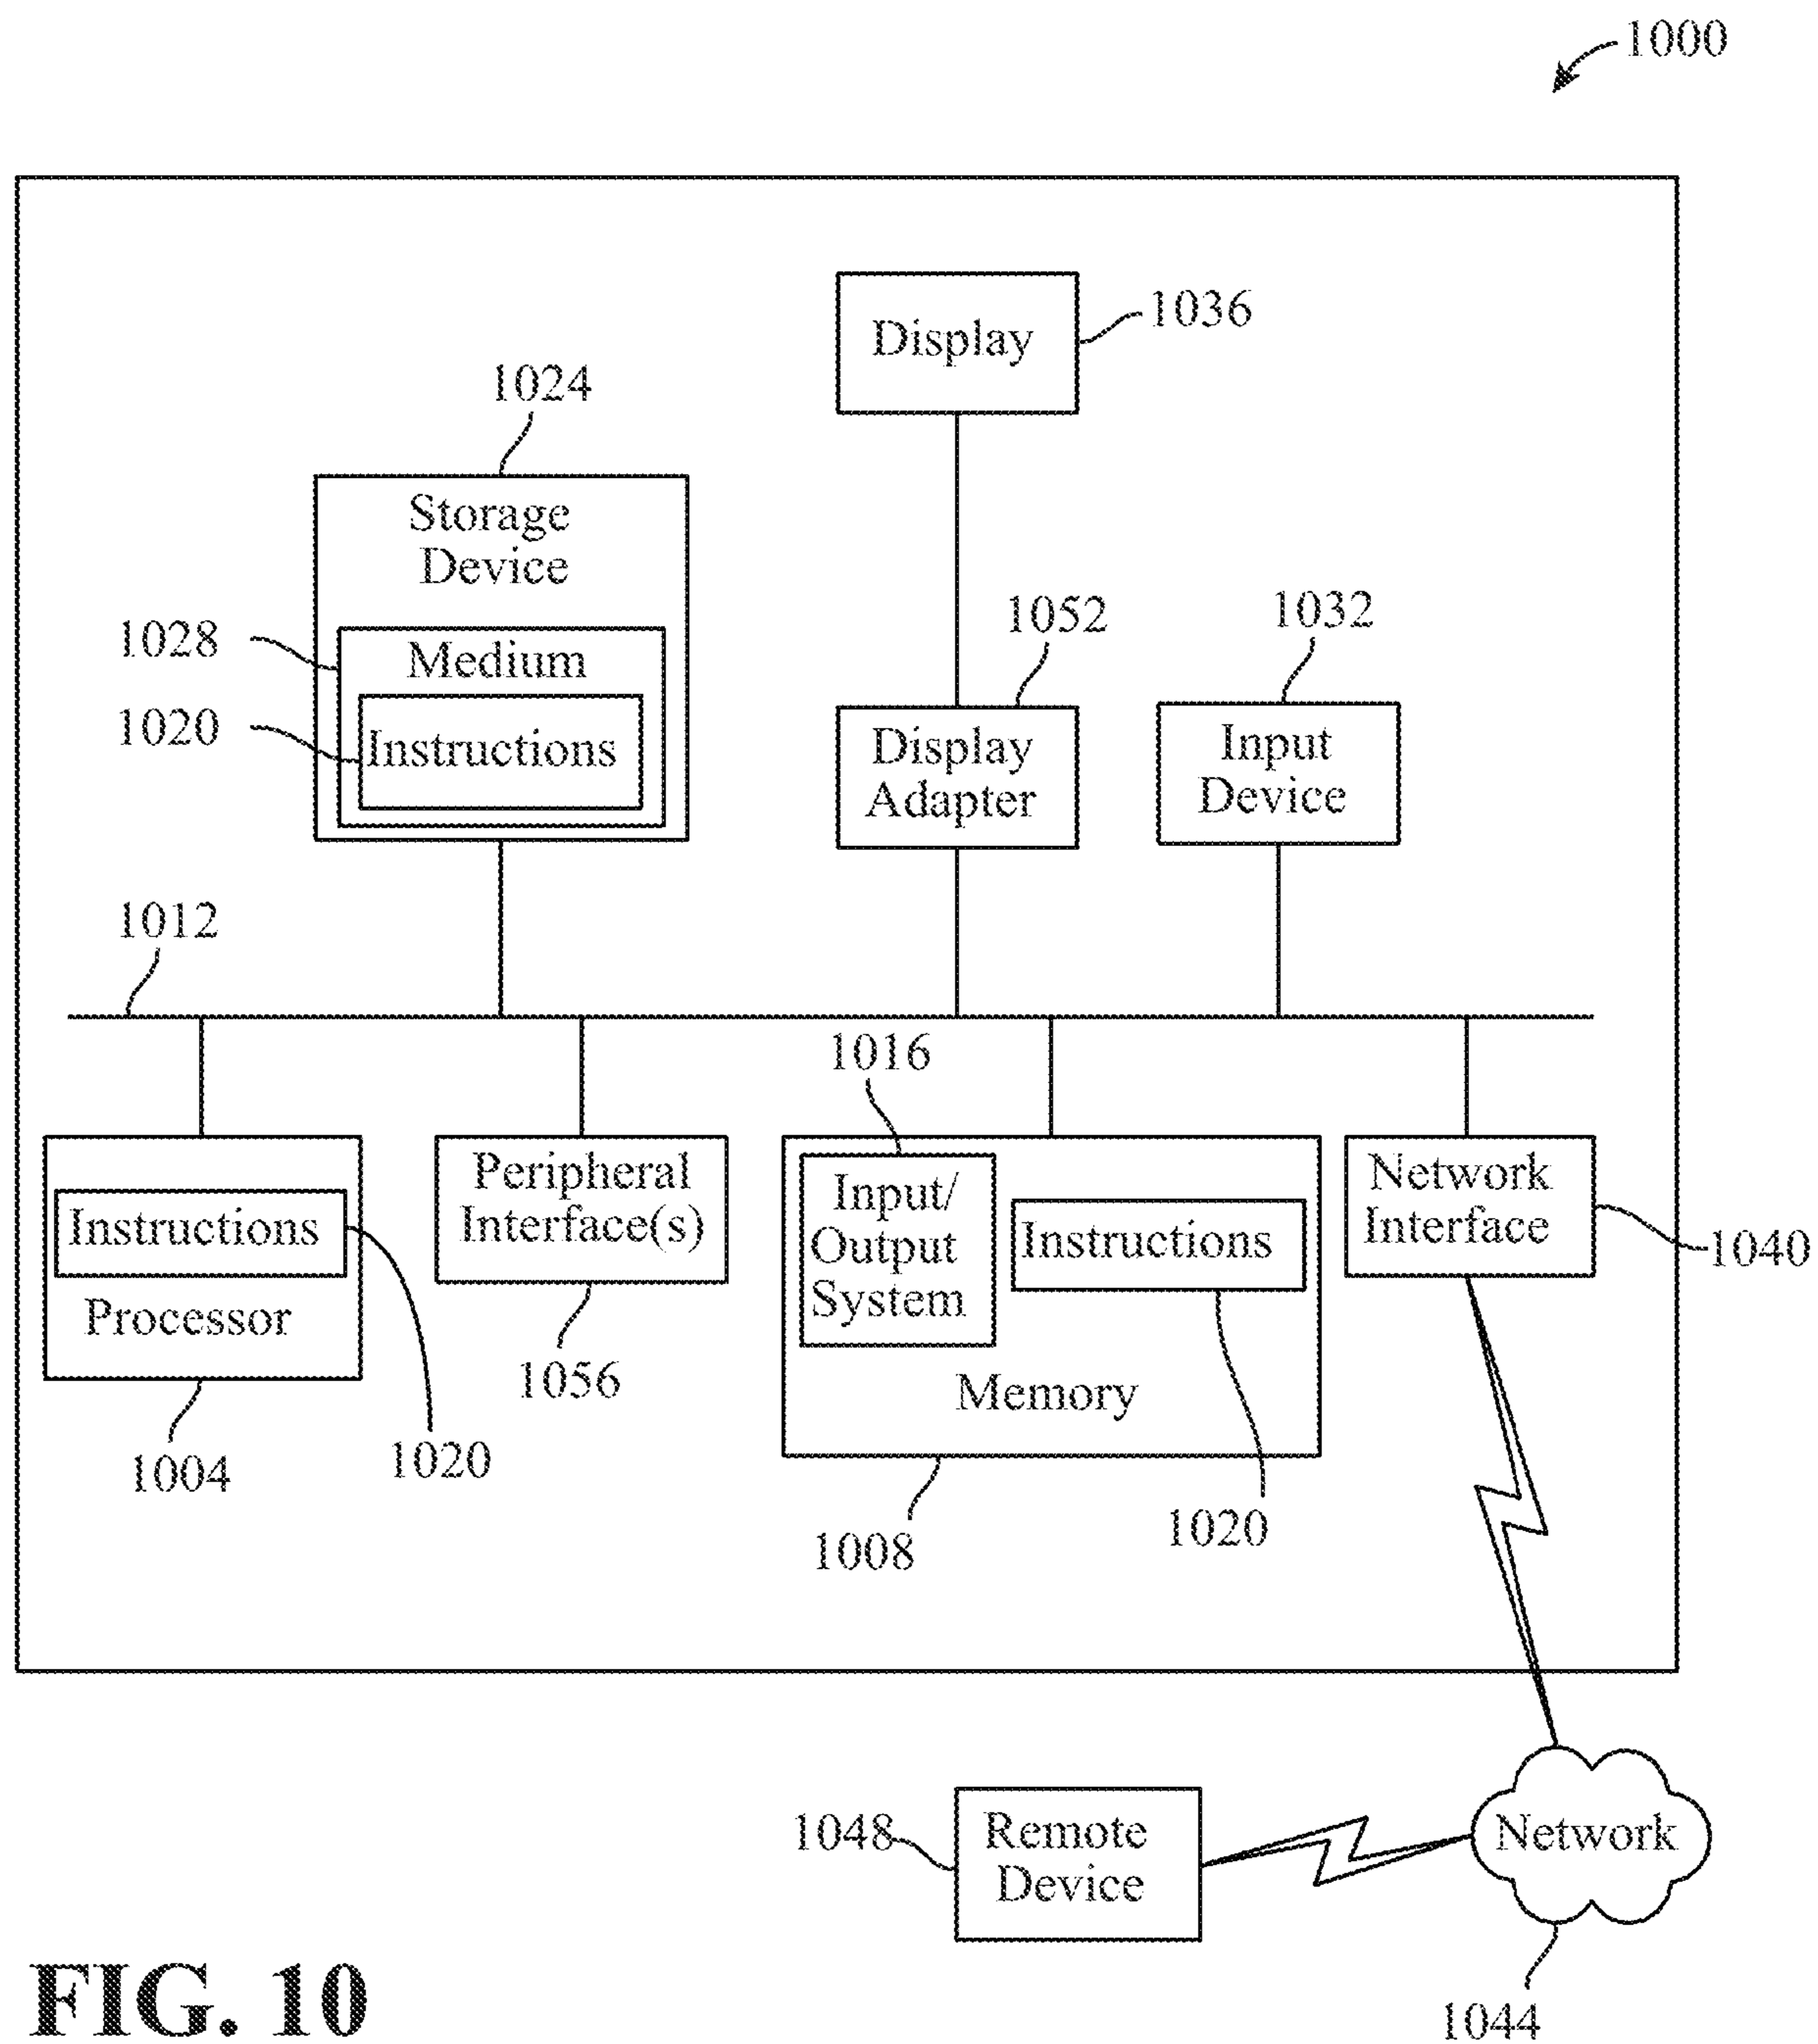 1000
Display
1036
1024
Storage
Device
1028
Medium
1020
Instructions
1052
Display
Adapter
1032
Input
Device
1012
1016
Instructions
Processor
1004
1020
Peripheral
Interface(s)
1056
Input/
Output
System
Instructions
Memory
1008
1020
Network
Interface
1040
1048
Remote
Device
Network
1044
FIG. 10